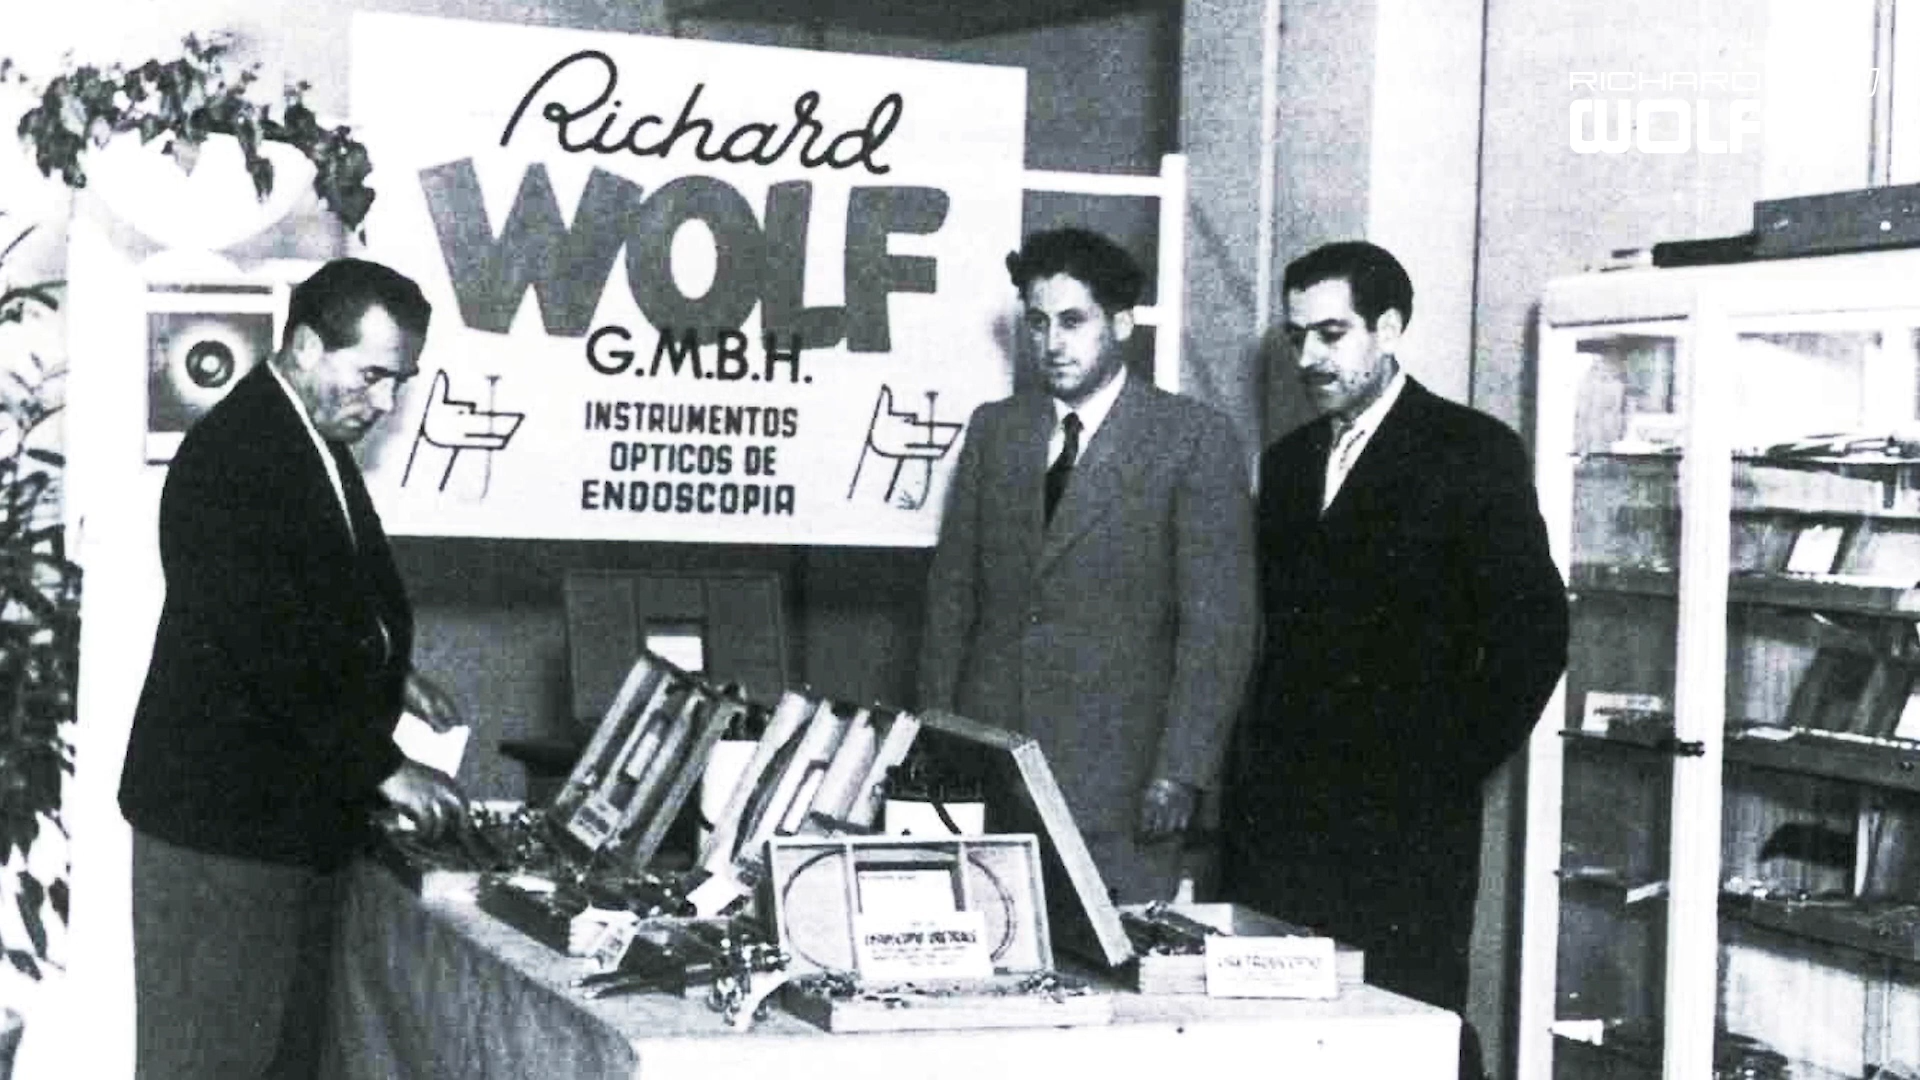 Richard
WOLF
G.M.B.H.
INSTRUMENTOS
OPTICOS DE
ENDOSCOPIA
RICHARD
WOLF